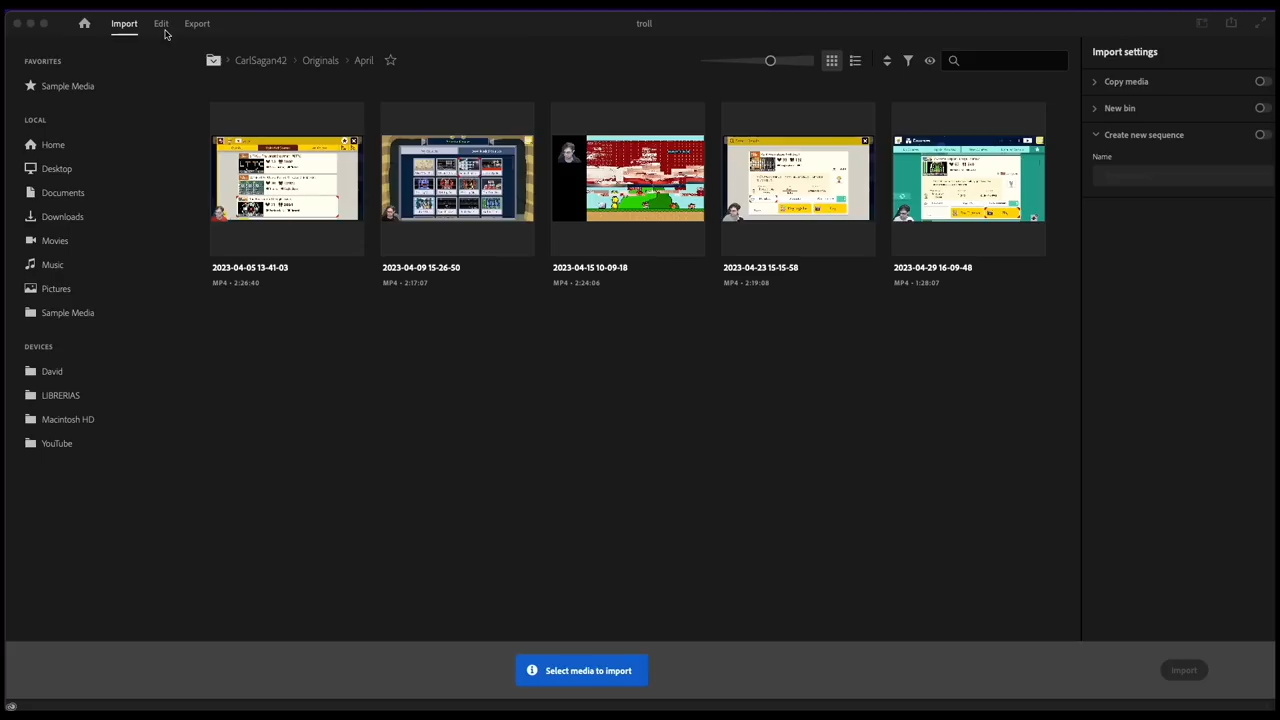 Import Edit Export troll
FAVORITES
Sample Media
LOCAL
Home
Desktop
Documents
Downloads
Movies
Music
Pictures
Sample Media
DEVICES
David
LIBRERIAS
Macintosh HD
YouTube
CarlSagan42 > Originals > April
2023-04-05 13-41-03
MP4 • 2:26:40
2023-04-09 15-26-50
MP4 • 2:17:07
2023-04-15 10-09-18
MP4 • 2:24:06
2023-04-23 15-15-58
MP4 • 2:19:08
2023-04-29 16-09-48
MP4 • 1:28:07
Import settings
Copy media
New bin
Create new sequence
Name
Select media to import
Import